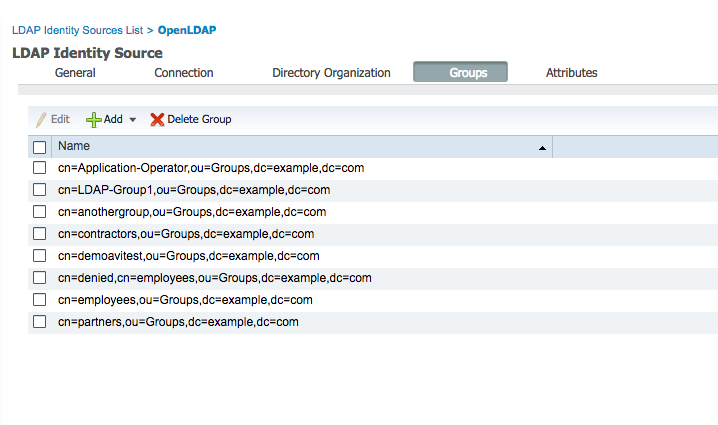 LDAP Identity Sources List > OpenLDAP
LDAP Identity Source
General Connection Directory Organization Groups Attributes
Edit Add Delete Group
Name
cn=Application-Operator,ou=Groups,dc=example,dc=com
cn=LDAP-Group1,ou=Groups,dc=example,dc=com
cn=anothergroup,ou=Groups,dc=example,dc=com
cn=contractors,ou=Groups,dc=example,dc=com
cn=demoavitest,ou=Groups,dc=example,dc=com
cn=denied,cn=employees,ou=Groups,dc=example,dc=com
cn=employees,ou=Groups,dc=example,dc=com
cn=partners,ou=Groups,dc=example,dc=com